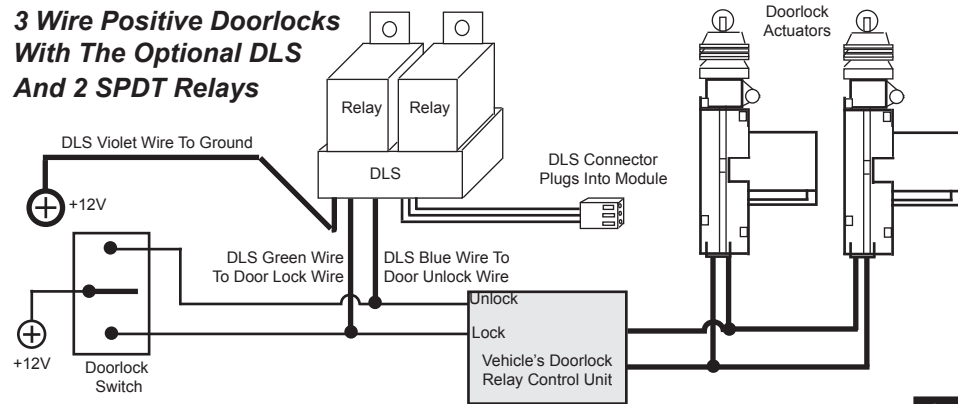 3 Wire Positive Doorlocks
With The Optional DLS
And 2 SPDT Relays
Doorlock
Actuators
Relay
Relay
DLS
DLS Violet Wire To Ground
+12V
DLS Connector
Plugs Into Module
DLS Green Wire
To Door Lock Wire
DLS Blue Wire To
Door Unlock Wire
Unlock
Lock
Vehicle's Doorlock
Relay Control Unit
+12V
Doorlock
Switch